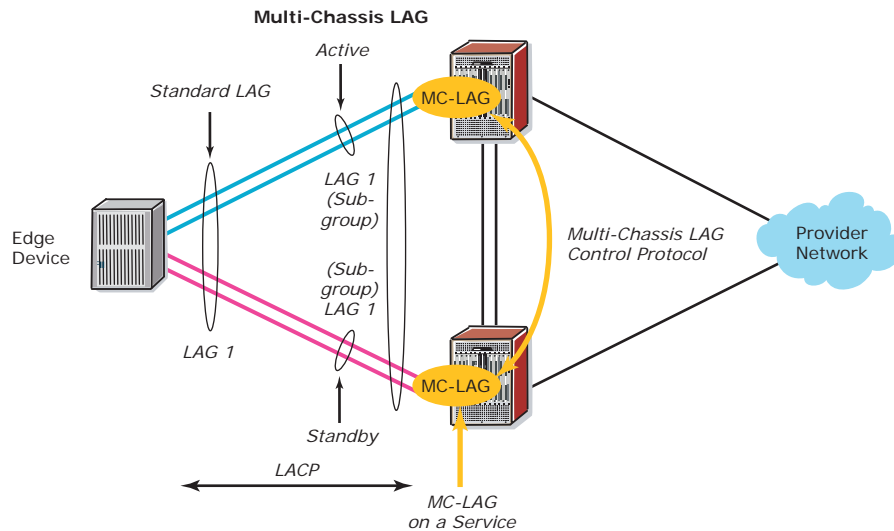 Multi-Chassis LAG
Active
Standard LAG
MC-LAG
LAG 1
(Sub-
group)
Edge
Device
Multi-Chassis LAG
Control Protocol
Provider
Network
(Sub-
group)
LAG 1
LAG 1
MC-LAG
Standby
LACP
MC-LAG
on a Service